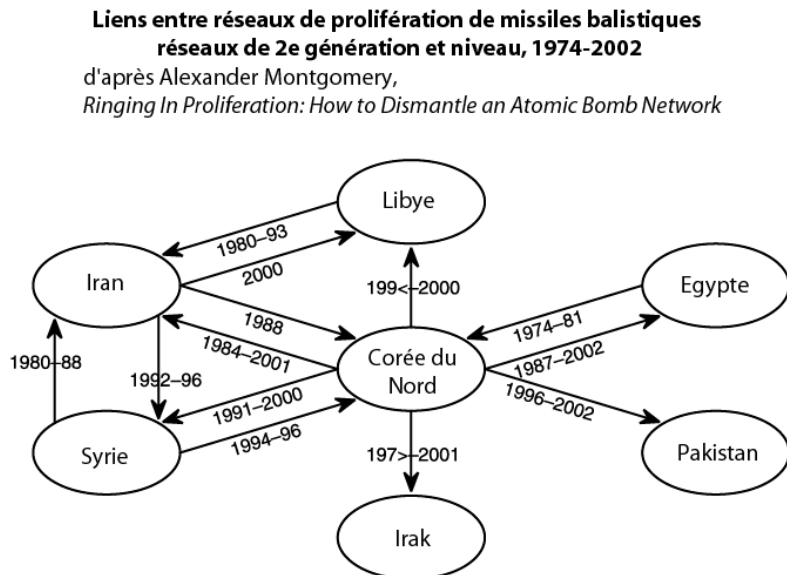 Liens entre réseaux de prolifération de missiles balistiques
réseaux de 2e génération et niveau, 1974-2002
d'après Alexander Montgomery,
Ringing In Proliferation: How to Dismantle an Atomic Bomb Network
Libye
1980–93
2000
Iran
199<–2000
Egypte
1988
1974–81
1984–2001
Corée du
Nord
1987–2002
1980–88
1992–96
1991–2000
1996–2002
1994–96
Syrie
197>–2001
Pakistan
Irak